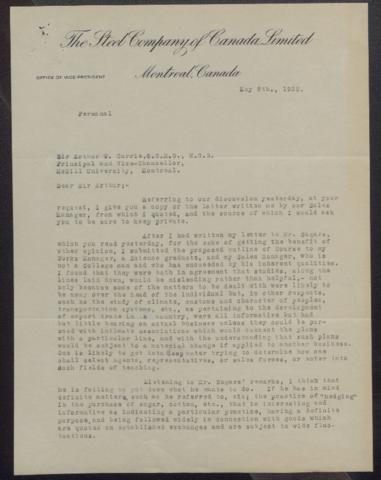 The Steel Company of Canada Limited
OFFICE OF VICE-PRESIDENT
Montreal, Canada
May 8th., 1922.
Personal
Sir Arthur W. Currie, G.C.M.G., K.C.B.
Principal and Vice-Chancellor,
McGill University, Montreal.
Dear Sir Arthur;-
Referring to our discussion yesterday, at your
request, I give you a copy of the letter written me by our Sales
Manager, from which I quoted, and the source of which I would ask
you to be sure to keep private.
After I had written my letter to Mr. Sugars,
which you read yesterday, for the sake of getting the benefit of
other opinion, I submitted the proposed outline of Course to my
Works Manager, a Science graduate, and my Sales Manager, who is
not a College man and who has succeeded by his inherent qualities.
I found that they were both in agreement that studies, along the
lines laid down, would be misleading rather than helpful,- not
only because some of the matters to be dealt with were likely to
be away over the head of the individual but, in other respects,
such as the study of climate, customs and character of peoples,
transportation systems, etc., as pertaining to the development
of export trade in a country, were all informative but had
but little bearing on actual business unless they could be pur-
sued with intimate associations which would connect the plans
with a particular line, and with the understanding that such plans
would be subject to a material change if applied to another business.
One is likely to get into deep water trying to determine how one
shall select agents, representatives, or sales forces, or enter into
such fields of teaching.
Listening to Mr. Sugars' remarks, I think that
he is failing to put over what he wants to do. If he has in mind
definite matters such as he referred to, viz; the practice of "hedging"
in the purchase of sugar, cotton, etc., that is interesting and
informative as indicating a particular practice, having a definite
purpose, and being followed widely in connection with goods which
are quoted on established exchanges and are subject to wide fluc-
tuations.